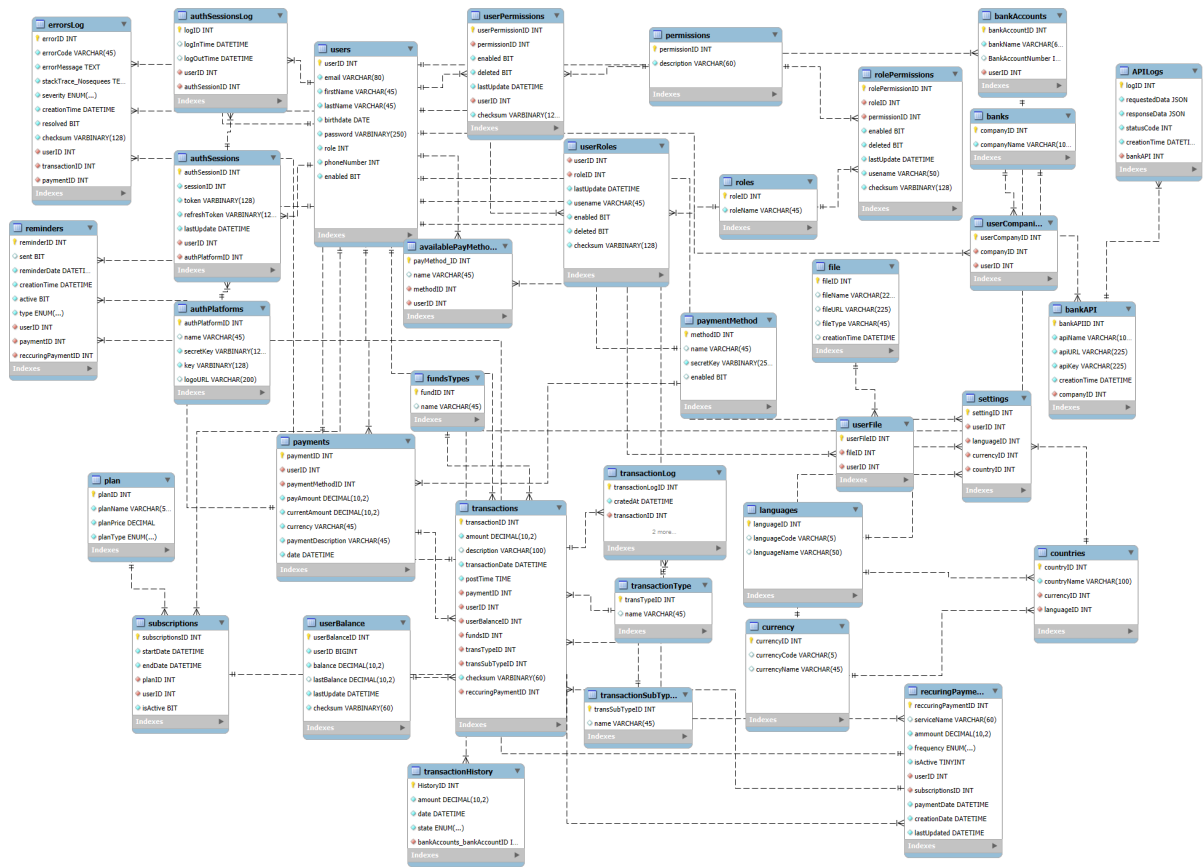 errorsLog
errorID INT
errorCode VARCHAR(45)
errorMessage TEXT
stackTrace_Nosequees TE...
severity ENUM(...)
creationTime DATETIME
resolved BIT
checksum VARBINARY(128)
userID INT
transactionID INT
paymentID INT
Indexes
authSessionsLog
logID INT
logInTime DATETIME
logOutTime DATETIME
userID INT
authSessionID INT
Indexes
users
userID INT
email VARCHAR(80)
firstName VARCHAR(45)
lastName VARCHAR(45)
birthdate DATE
password VARBINARY(250)
role INT
phoneNumber INT
enabled BIT
Indexes
userPermissions
userPermissionID INT
permissionID INT
enabled BIT
deleted BIT
lastUpdate DATETIME
userID INT
checksum VARBINARY(12...
Indexes
permissions
permissionID INT
description VARCHAR(60)
Indexes
rolePermissions
rolePermissionID INT
roleID INT
permissionID INT
enabled BIT
deleted BIT
lastUpdate DATETIME
usename VARCHAR(50)
checksum VARBINARY(128)
Indexes
bankAccounts
bankAccountID INT
bankName VARCHAR(6...
BankAccountNumber I...
userID INT
Indexes
APILogs
logID INT
requestedData JSON
responseData JSON
statusCode INT
creationTime DATETI...
bankAPI INT
Indexes
banks
companyID INT
companyName VARCHAR(10...
Indexes
authSessions
authSessionID INT
sessionID INT
token VARBINARY(128)
refreshToken VARBINARY(12...
lastUpdate DATETIME
userID INT
authPlatformID INT
Indexes
userRoles
userID INT
roleID INT
lastUpdate DATETIME
usename VARCHAR(45)
enabled BIT
deleted BIT
checksum VARBINARY(128)
Indexes
roles
roleID INT
roleName VARCHAR(45)
Indexes
userCompani...
userCompanyID INT
companyID INT
userID INT
Indexes
reminders
reminderID INT
sent BIT
reminderDate DATETI...
creationTime DATETIME
active BIT
type ENUM(...)
userID INT
paymentID INT
reccuringPaymentID INT
Indexes
availablePayMetho...
payMethod_ID INT
name VARCHAR(45)
methodID INT
userID INT
Indexes
file
fileID INT
fileName VARCHAR(22...
fileURL VARCHAR(225)
fileType VARCHAR(45)
creationTime DATETIME
Indexes
authPlatforms
authPlatformID INT
name VARCHAR(45)
secretKey VARBINARY(12...
key VARBINARY(128)
logoURL VARCHAR(200)
Indexes
paymentMethod
methodID INT
name VARCHAR(45)
secretKey VARBINARY(25...
enabled BIT
Indexes
bankAPI
bankAPIID INT
apiName VARCHAR(10...
apiURL VARCHAR(225)
apiKey VARCHAR(225)
creationTime DATETIME
companyID INT
Indexes
fundsTypes
fundID INT
name VARCHAR(45)
Indexes
settings
settingID INT
userID INT
languageID INT
currencyID INT
countryID INT
Indexes
userFile
userFileID INT
fileID INT
userID INT
Indexes
payments
paymentID INT
userID INT
paymentMethodID INT
payAmount DECIMAL(10,2)
currentAmount DECIMAL(10,2)
currency VARCHAR(45)
paymentDescription VARCHAR(45)
date DATETIME
Indexes
plan
planID INT
planName VARCHAR(5...
planPrice DECIMAL
planType ENUM(...)
Indexes
transactionLog
transactionLogID INT
cratedAt DATETIME
transactionID INT
2 more...
Indexes
transactions
transactionID INT
amount DECIMAL(10,2)
description VARCHAR(100)
transactionDate DATETIME
postTime TIME
paymentID INT
userID INT
userBalanceID INT
fundsID INT
transTypeID INT
transSubTypeID INT
checksum VARBINARY(60)
reccuringPaymentID INT
Indexes
languages
languageID INT
languageCode VARCHAR(5)
languageName VARCHAR(50)
Indexes
countries
countryID INT
countryName VARCHAR(100)
currencyID INT
languageID INT
Indexes
transactionType
transTypeID INT
name VARCHAR(45)
Indexes
subscriptions
subscriptionsID INT
startDate DATETIME
endDate DATETIME
planID INT
userID INT
isActive BIT
Indexes
userBalance
userBalanceID INT
userID BIGINT
balance DECIMAL(10,2)
lastBalance DECIMAL(10,2)
lastUpdate DATETIME
checksum VARBINARY(60)
Indexes
currency
currencyID INT
currencyCode VARCHAR(5)
currencyName VARCHAR(45)
Indexes
transactionSubTyp...
transSubTypeID INT
name VARCHAR(45)
Indexes
recuringPayme...
reccuringPaymentID INT
serviceName VARCHAR(60)
ammount DECIMAL(10,2)
frequency ENUM(...)
isActive TINYINT
userID INT
subscriptionsID INT
paymentDate DATETIME
creationDate DATETIME
lastUpdated DATETIME
Indexes
transactionHistory
HistoryID INT
amount DECIMAL(10,2)
date DATETIME
state ENUM(...)
bankAccounts_bankAccountID I...
Indexes